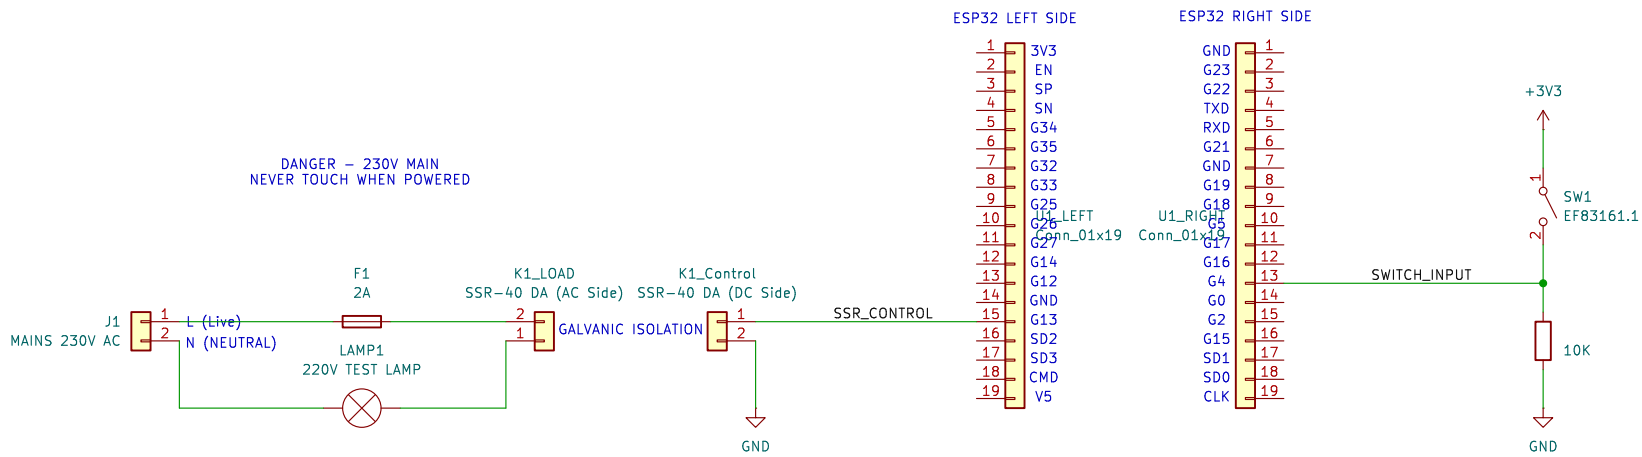 ESP32 LEFT SIDE
ESP32 RIGHT SIDE
1 3V3
2 EN
3 SP
4 SN
5 G34
6 G35
7 G32
8 G33
9 G25
10 G26
11 G27
12 G14
13 G12
14 GND
15 G13
16 SD2
17 SD3
18 CMD
19 V5
U1_LEFT
Conn_01x19
GND 1
G23 2
G22 3
TXD 4
RXD 5
G21 6
GND 7
G19 8
G18 9
G5 10
G17 11
G16 12
G4 13
G0 14
G2 15
G15 16
SD1 17
SD0 18
CLK 19
U1_RIGHT
Conn_01x19
+3V3
1
SW1
EF83161.1
2
SWITCH_INPUT
10K
GND
DANGER - 230V MAIN
NEVER TOUCH WHEN POWERED
F1
2A
K1_LOAD
SSR-40 DA (AC Side)
K1_Control
SSR-40 DA (DC Side)
J1
MAINS 230V AC
1 L (Live)
2 N (NEUTRAL)
2
1
GALVANIC ISOLATION
1
2
SSR_CONTROL
LAMP1
220V TEST LAMP
GND